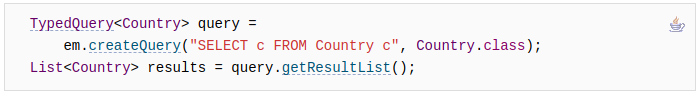 TypedQuery<Country> query =
em.createQuery("SELECT c FROM Country c", Country.class);
List<Country> results = query.getResultList();